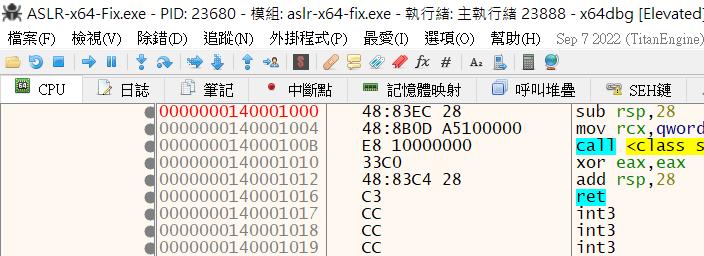 ASLR-x64-Fix.exe - PID: 23680 - 模組: aslr-x64-fix.exe - 執行緒: 主執行緒 23888 - x64dbg [Elevated]
檔案(F) 檢視(V) 除錯(D) 追蹤(N) 外掛程式(P) 最愛(I) 選項(O) 幫助(H) Sep 7 2022 (TitanEngine)
CPU 日誌 筆記 中斷點 記憶體映射 呼叫堆疊 SEH鏈
0000000140001000 48:83EC 28 sub rsp,28
0000000140001004 48:8B0D A5100000 mov rcx,qword
000000014000100B E8 10000000 call <class s
0000000140001010 33C0 xor eax,eax
0000000140001012 48:83C4 28 add rsp,28
0000000140001016 C3 ret
0000000140001017 CC int3
0000000140001018 CC int3
0000000140001019 CC int3